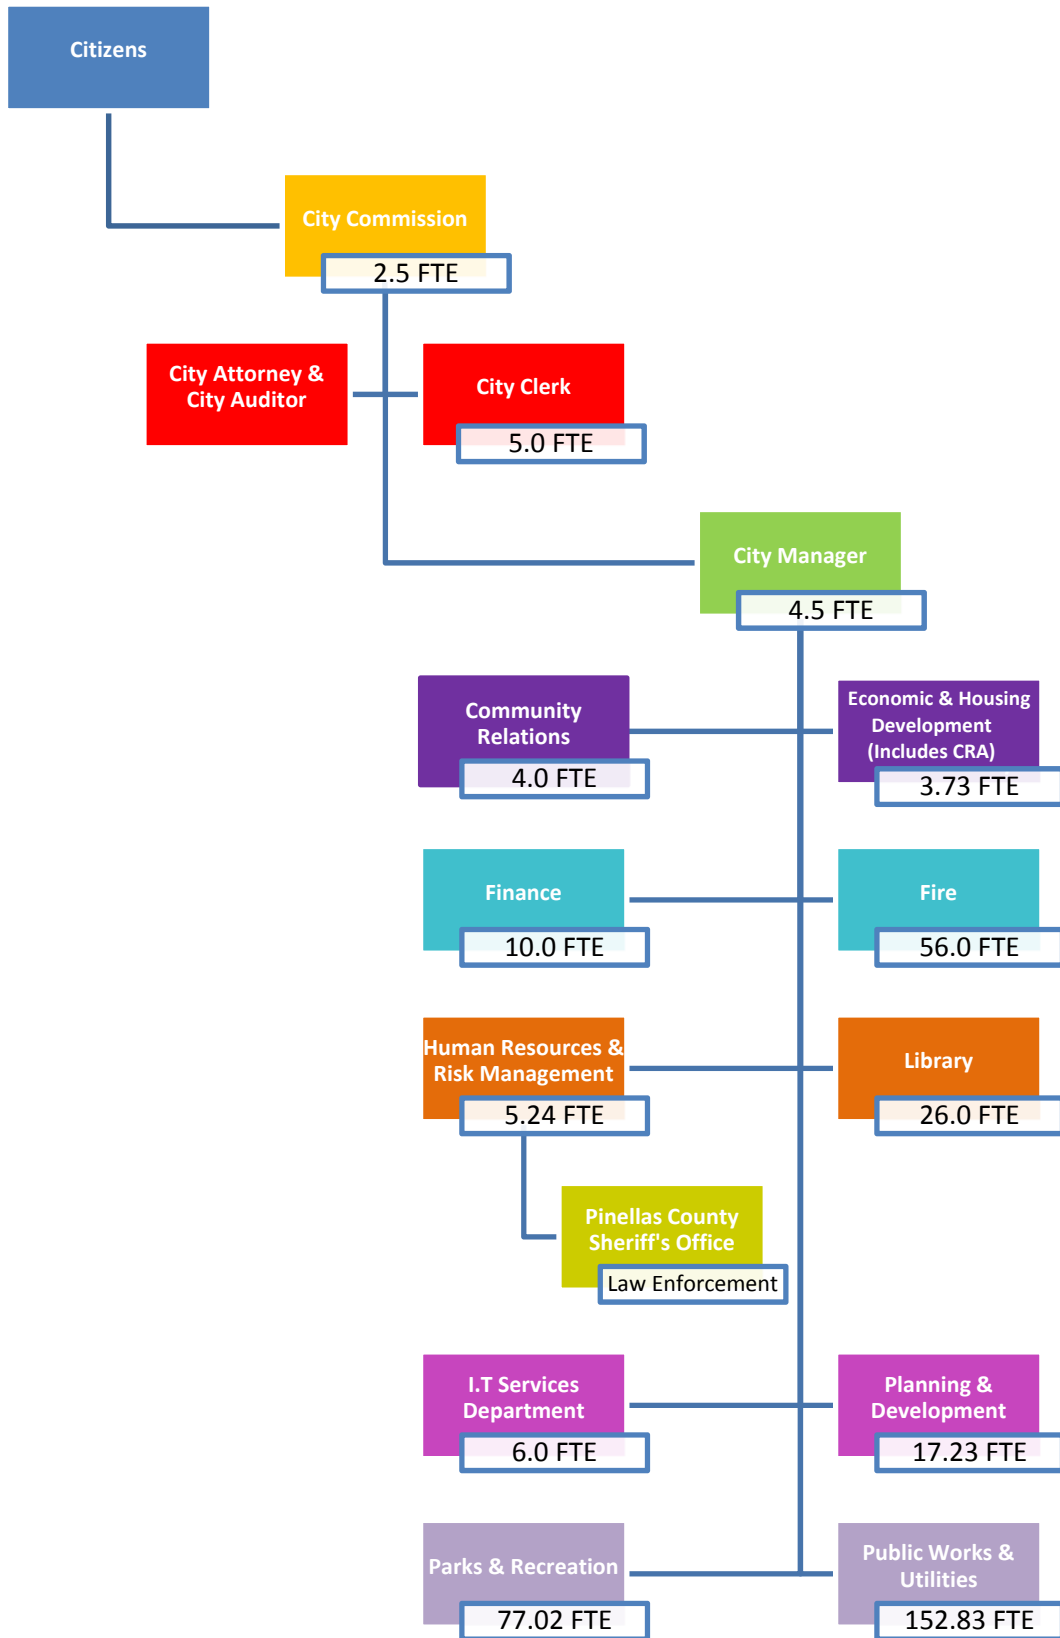 Citizens
City Commission
2.5 FTE
City Attorney &
City Auditor
City Clerk
5.0 FTE
City Manager
4.5 FTE
Community
Relations
4.0 FTE
Economic & Housing
Development
(Includes CRA)
3.73 FTE
Finance
10.0 FTE
Fire
56.0 FTE
Human Resources &
Risk Management
5.24 FTE
Library
26.0 FTE
Pinellas County
Sheriff's Office
Law Enforcement
I.T Services
Department
6.0 FTE
Planning &
Development
17.23 FTE
Parks & Recreation
77.02 FTE
Public Works &
Utilities
152.83 FTE